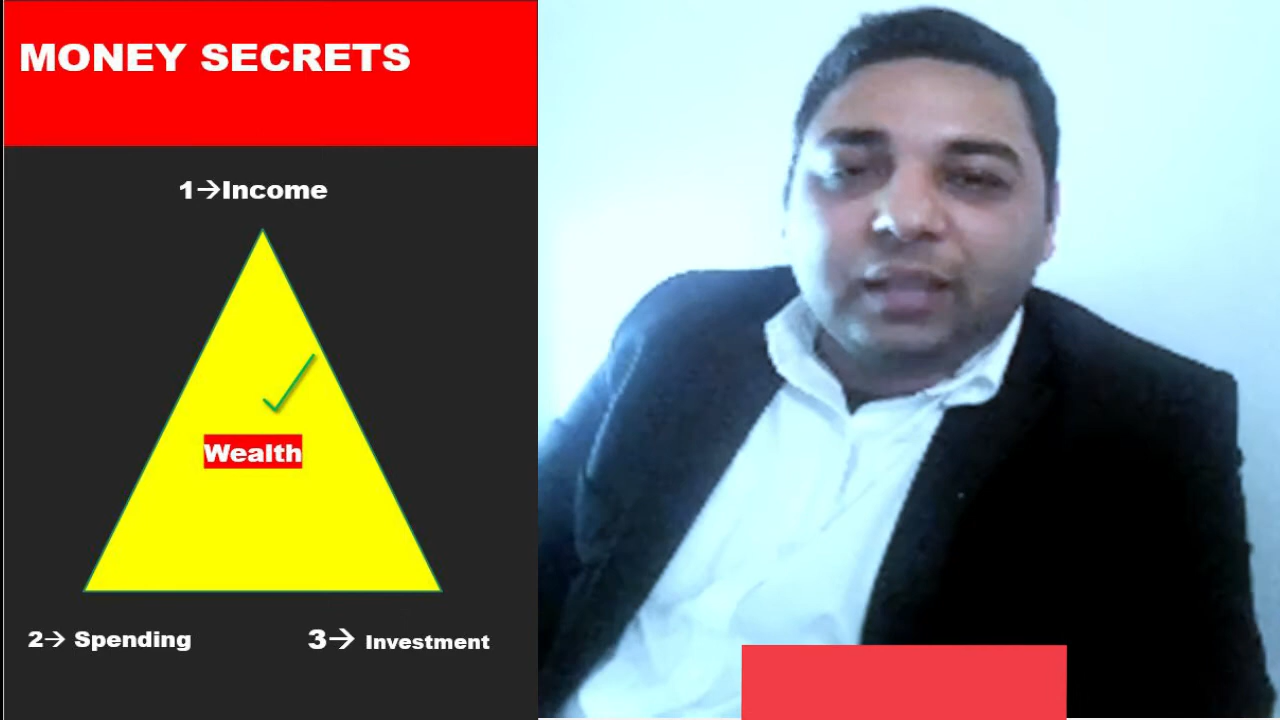 MONEY SECRETS
1→Income
Wealth
2→ Spending
3→ Investment